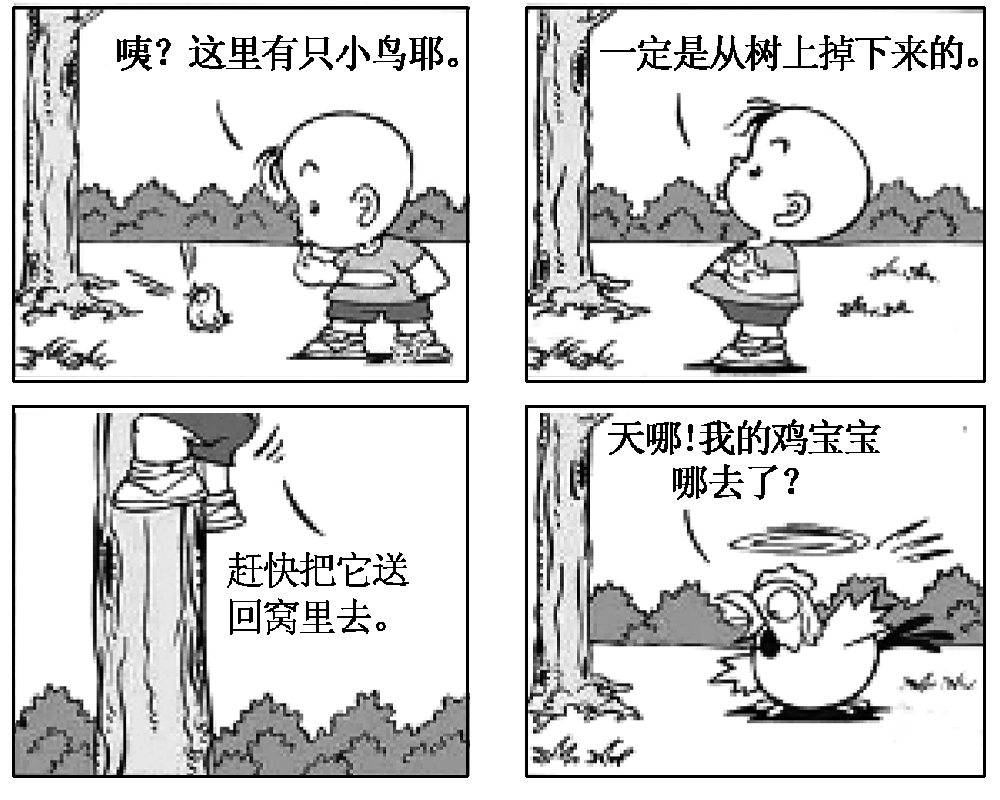 咦？这里有只小鸟耶。
一定是从树上掉下来的。
赶快把它送
回窝里去。
天哪！我的鸡宝宝
哪去了？